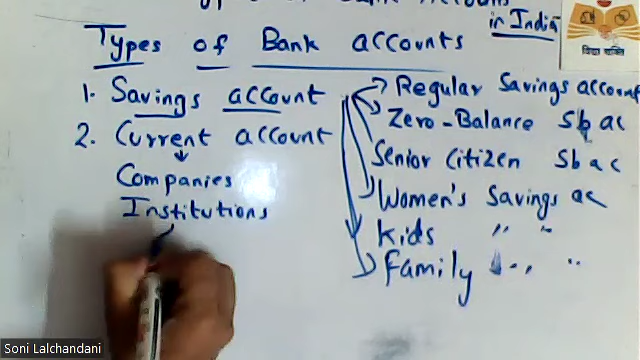 in India
Types of Bank accounts
1. Savings account
2. Current account
Companies
Institutions
Regular Savings account
Zero-Balance Sb ac
Senior Citizen Sb ac
Women's Savings ac
Kids " "
Family " "
विद्या शक्ति
Soni Lalchandani